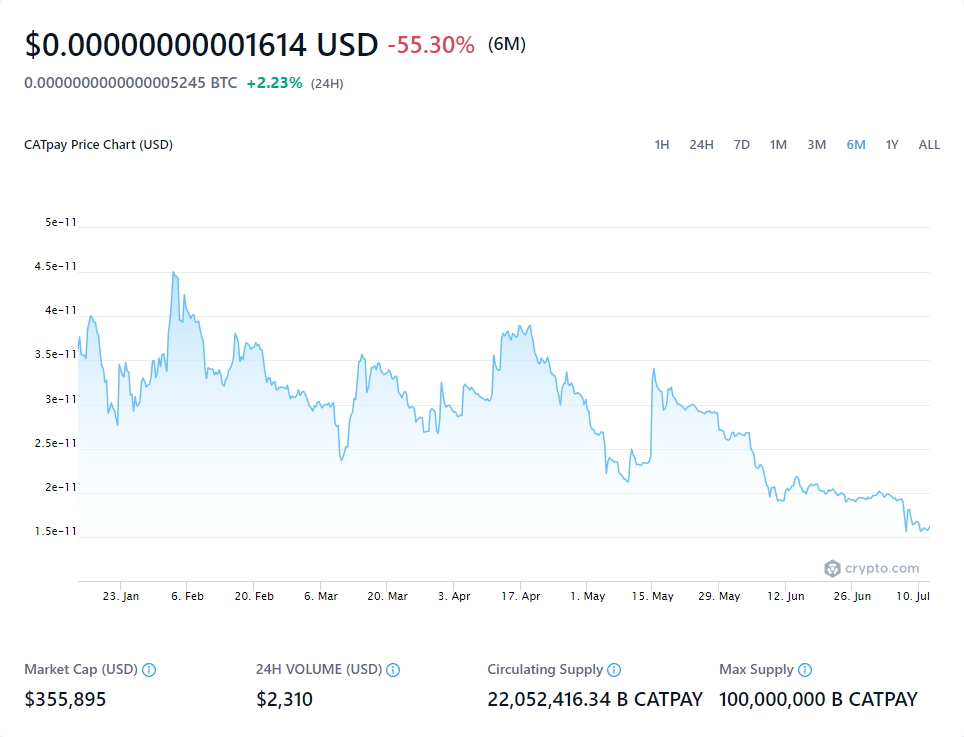 $0.00000000001614 USD -55.30% (6M)
0.0000000000000005245 BTC +2.23% (24H)
CATpay Price Chart (USD) 1H 24H 7D 1M 3M 6M 1Y ALL
5e-11
4.5e-11
4e-11
3.5e-11
3e-11
2.5e-11
2e-11
1.5e-11
crypto.com
23. Jan 6. Feb 20. Feb 6. Mar 20. Mar 3. Apr 17. Apr 1. May 15. May 29. May 12. Jun 26. Jun 10. Jul
Market Cap (USD) 24H VOLUME (USD) Circulating Supply Max Supply
$355,895 $2,310 22,052,416.34 B CATPAY 100,000,000 B CATPAY